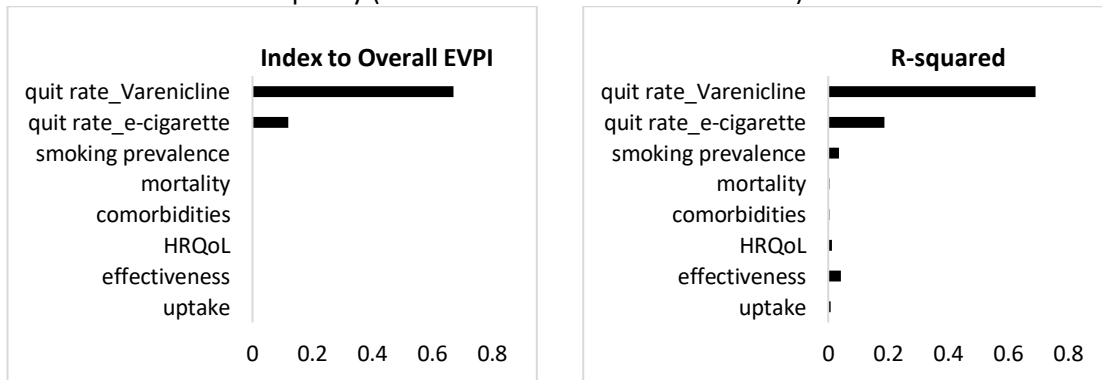 Index to Overall EVPI
quit rate_Varenicline
quit rate_e-cigarette
smoking prevalence
mortality
comorbidities
HRQoL
effectiveness
uptake
0 0.2 0.4 0.6 0.8
R-squared
quit rate_Varenicline
quit rate_e-cigarette
smoking prevalence
mortality
comorbidities
HRQoL
effectiveness
uptake
0 0.2 0.4 0.6 0.8